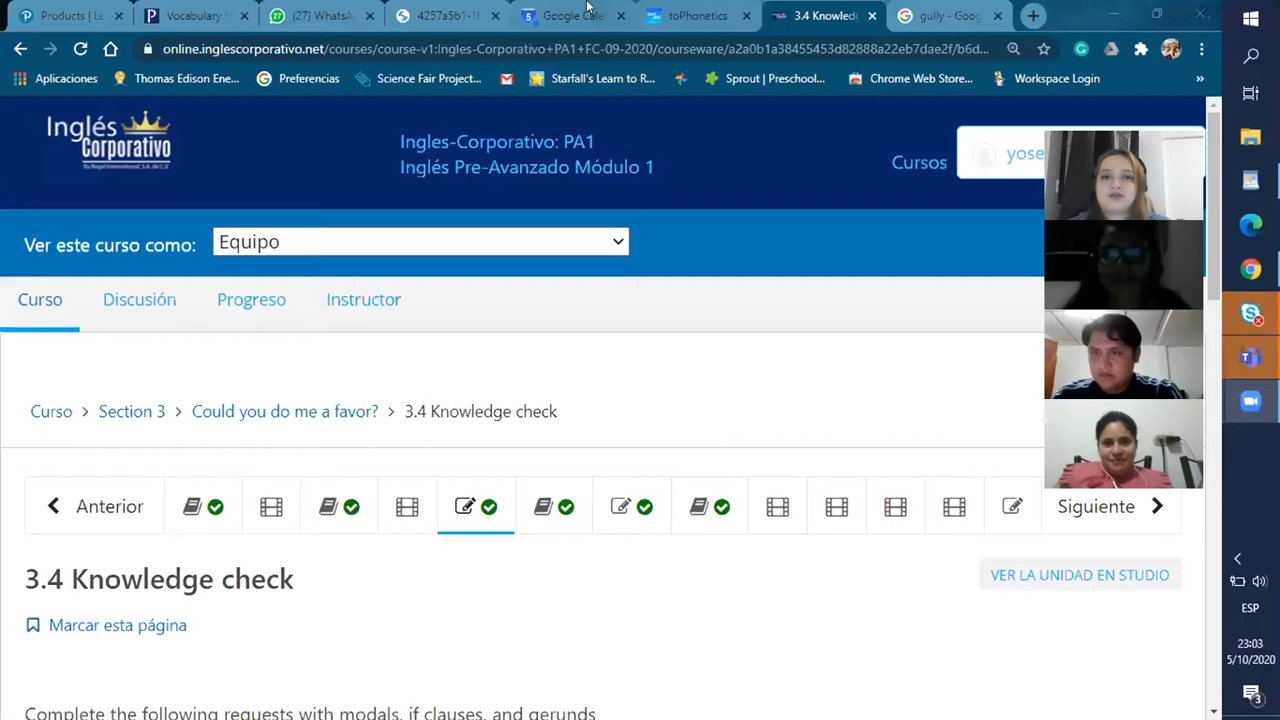 Products | Le
Vocabulary
(27) WhatsA
4257a5b1-1
Google Cale
toPhonetics
3.4 Knowled
gully - Goog
online.inglescorporativo.net/courses/course-v1:Ingles-Corporativo+PA1+FC-09-2020/courseware/a2a0b1a38455453d82888a22eb7dae2f/b6d...
Aplicaciones
Thomas Edison Ene...
Preferencias
Science Fair Project...
Starfall's Learn to R...
Sprout | Preschool...
Chrome Web Store...
Workspace Login
»
Inglés
Corporativo
Ingles-Corporativo: PA1
Inglés Pre-Avanzado Módulo 1
Cursos
yose
Ver este curso como:
Equipo
Curso
Discusión
Progreso
Instructor
Curso > Section 3 > Could you do me a favor? > 3.4 Knowledge check
Anterior
Siguiente
3.4 Knowledge check
VER LA UNIDAD EN STUDIO
Marcar esta página
Complete the following requests with modals, if clauses, and gerunds
ESP
23:03
5/10/2020
3